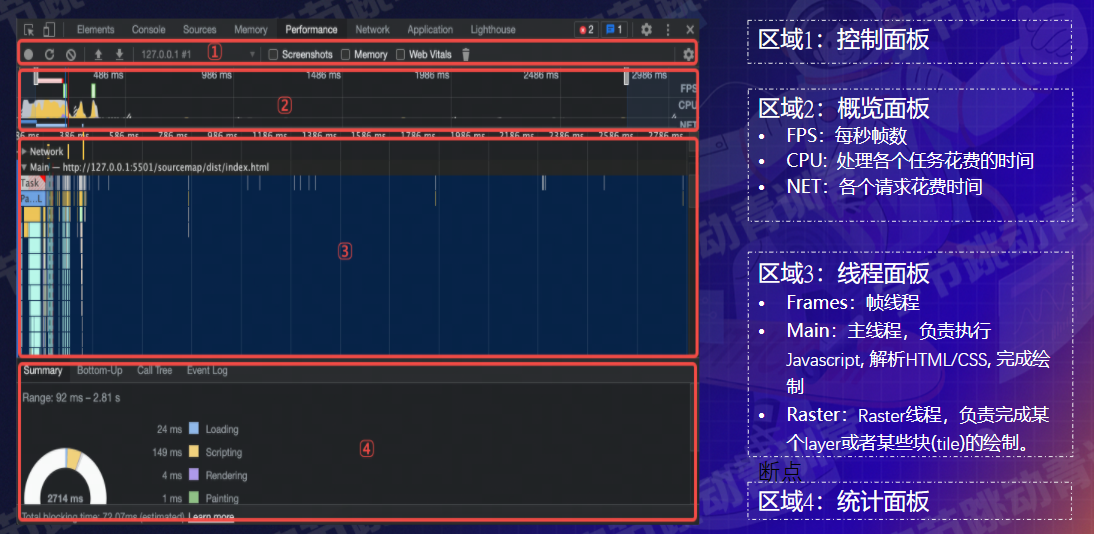 Elements Console Sources Memory Performance Network Application Lighthouse 2 1
127.0.0.1 #1 1 Screenshots Memory Web Vitals
486 ms 986 ms 1486 ms 1986 ms 2486 ms 2986 ms
FPS
2
CPU
NET
36 ms 386 ms 586 ms 786 ms 986 ms 1186 ms 1386 ms 1586 ms 1786 ms 1986 ms 2186 ms 2386 ms 2586 ms 2786 ms
Network
Main — http://127.0.0.1:5501/sourcemap/dist/index.html
Task
Pa...L
3
Summary Bottom-Up Call Tree Event Log
Range: 92 ms – 2.81 s
24 ms Loading
149 ms Scripting
4
4 ms Rendering
2714 ms
1 ms Painting
Total blocking time: 72.07ms (estimated) Learn more
区域1：控制面板
区域2：概览面板
• FPS：每秒帧数
• CPU：处理各个任务花费的时间
• NET：各个请求花费时间
区域3：线程面板
• Frames：帧线程
• Main：主线程，负责执行
Javascript, 解析HTML/CSS, 完成绘
制
• Raster：Raster线程，负责完成某
个layer或者某些块(tile)的绘制。
断点
区域4：统计面板